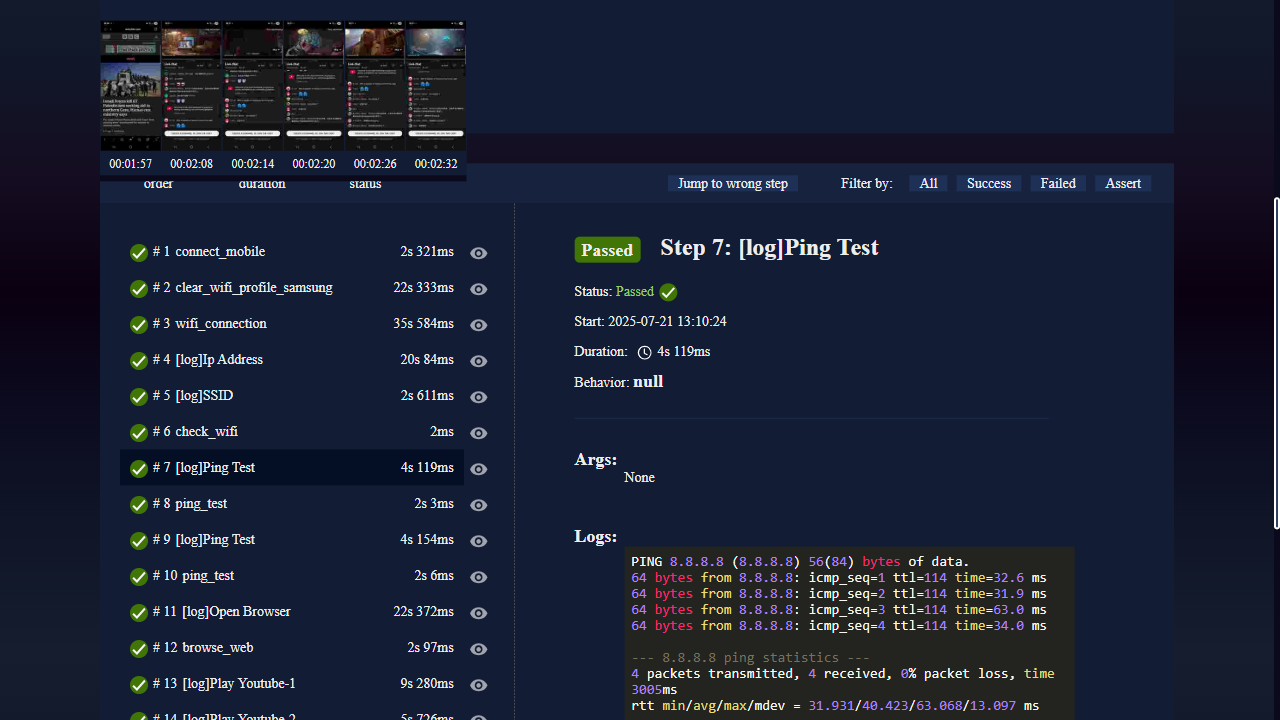 00:01:57 00:02:08 00:02:14 00:02:20 00:02:26 00:02:32
order duration status Jump to wrong step Filter by: All Success Failed Assert
# 1 connect_mobile 2s 321ms
# 2 clear_wifi_profile_samsung 22s 333ms
# 3 wifi_connection 35s 584ms
# 4 [log]Ip Address 20s 84ms
# 5 [log]SSID 2s 611ms
# 6 check_wifi 2ms
# 7 [log]Ping Test 4s 119ms
# 8 ping_test 2s 3ms
# 9 [log]Ping Test 4s 154ms
# 10 ping_test 2s 6ms
# 11 [log]Open Browser 22s 372ms
# 12 browse_web 2s 97ms
# 13 [log]Play Youtube-1 9s 280ms
# 14 [log]Play Youtube-2 5s 726ms
Passed Step 7: [log]Ping Test
Status: Passed
Start: 2025-07-21 13:10:24
Duration: 4s 119ms
Behavior: null
Args:
None
Logs:
PING 8.8.8.8 (8.8.8.8) 56(84) bytes of data.
64 bytes from 8.8.8.8: icmp_seq=1 ttl=114 time=32.6 ms
64 bytes from 8.8.8.8: icmp_seq=2 ttl=114 time=31.9 ms
64 bytes from 8.8.8.8: icmp_seq=3 ttl=114 time=63.0 ms
64 bytes from 8.8.8.8: icmp_seq=4 ttl=114 time=34.0 ms
--- 8.8.8.8 ping statistics ---
4 packets transmitted, 4 received, 0% packet loss, time
3005ms
rtt min/avg/max/mdev = 31.931/40.423/63.068/13.097 ms